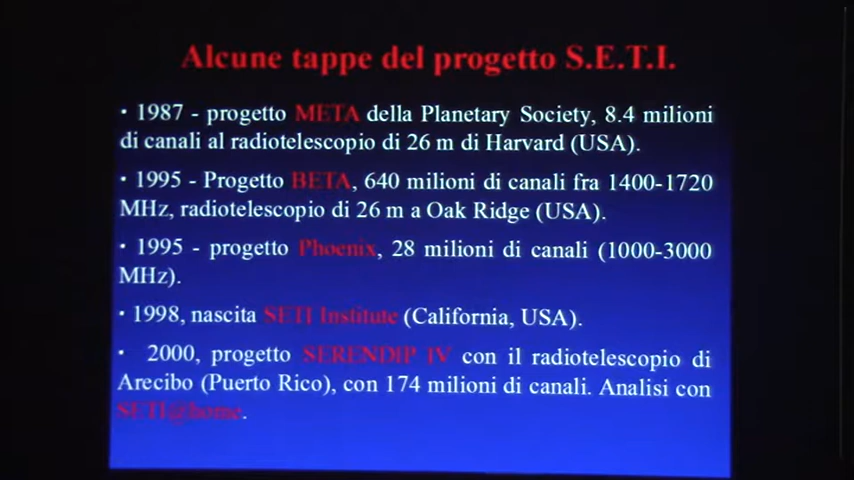 Alcune tappe del progetto S.E.T.I.
• 1987 - progetto META della Planetary Society, 8.4 milioni
di canali al radiotelescopio di 26 m di Harvard (USA).
• 1995 - Progetto BETA, 640 milioni di canali fra 1400-1720
MHz, radiotelescopio di 26 m a Oak Ridge (USA).
• 1995 - progetto Phoenix, 28 milioni di canali (1000-3000
MHz).
• 1998, nascita SETI Institute (California, USA).
• 2000, progetto SERENDIP IV con il radiotelescopio di
Arecibo (Puerto Rico), con 174 milioni di canali. Analisi con
SETI@home.